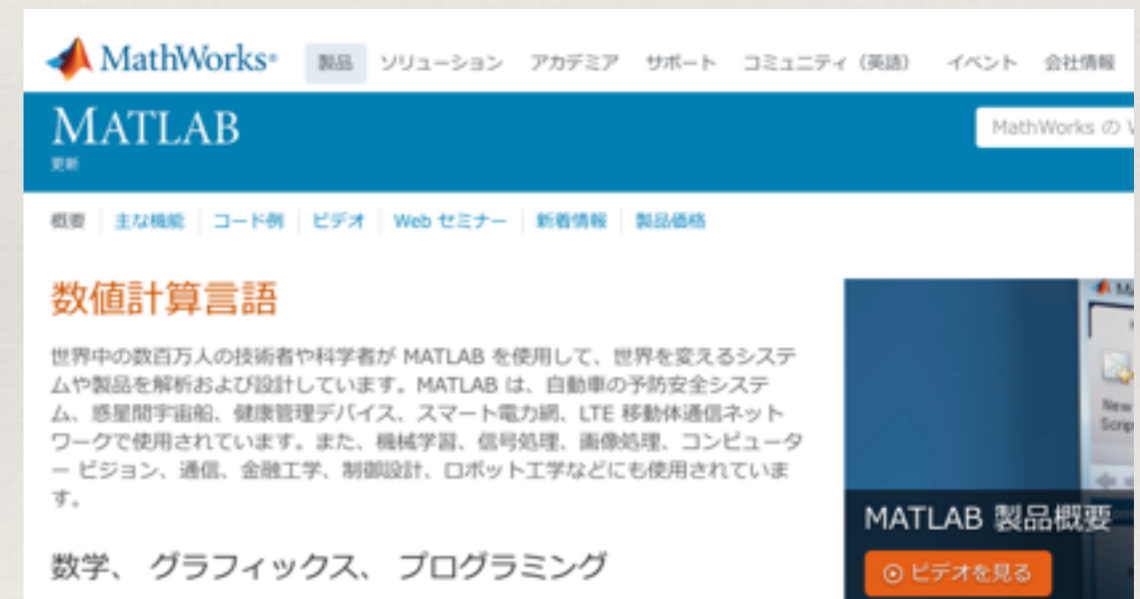 MathWorks® 製品 ソリューション アカデミア サポート コミュニティ (英語) イベント 会社情報
MATLAB
MathWorks の
更新
概要 主な機能 コード例 ビデオ Web セミナー 新着情報 製品価格
数値計算言語
世界中の数百万人の技術者や科学者が MATLAB を使用して、世界を変えるシステ
ムや製品を解析および設計しています。MATLAB は、自動車の予防安全システ
ム、惑星間宇宙船、健康管理デバイス、スマート電力網、LTE 移動体通信ネット
ワークで使用されています。また、機械学習、信号処理、画像処理、コンピュータ
ー ビジョン、通信、金融工学、制御設計、ロボット工学などにも使用されていま
す。
New
MATLAB 製品概要
ビデオを見る
数学、 グラフィックス、 プログラミング